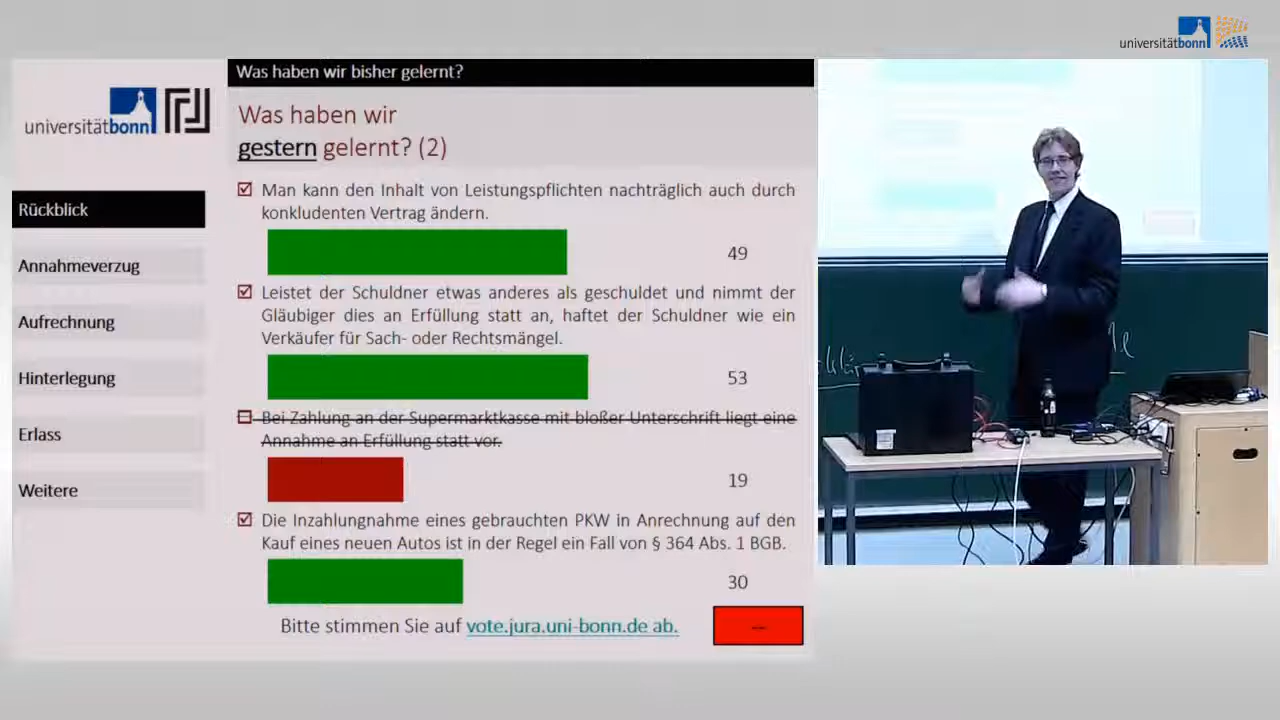 universitätbonn
Was haben wir bisher gelernt?
universitätbonn
Was haben wir
gestern gelernt? (2)
Rückblick
Annahmeverzug
Aufrechnung
Hinterlegung
Erlass
Weitere
Man kann den Inhalt von Leistungspflichten nachträglich auch durch
konkludenten Vertrag ändern.
49
Leistet der Schuldner etwas anderes als geschuldet und nimmt der
Gläubiger dies an Erfüllung statt an, haftet der Schuldner wie ein
Verkäufer für Sach- oder Rechtsmängel.
53
Bei Zahlung an der Supermarktkasse mit bloßer Unterschrift liegt eine
Annahme an Erfüllung statt vor.
19
Die Inzahlungnahme eines gebrauchten PKW in Anrechnung auf den
Kauf eines neuen Autos ist in der Regel ein Fall von § 364 Abs. 1 BGB.
30
Bitte stimmen Sie auf vote.jura.uni-bonn.de ab.